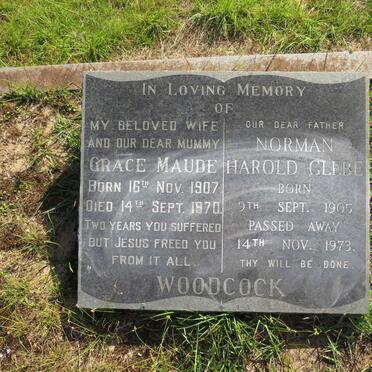 IN LOVING MEMORY
OF
MY BELOVED WIFE
AND OUR DEAR MUMMY
GRACE MAUDE
BORN 16TH NOV. 1907
DIED 14TH SEPT. 1970.
TWO YEARS YOU SUFFERED
BUT JESUS FREED YOU
FROM IT ALL.
OUR DEAR FATHER
NORMAN
HAROLD GLEBE
BORN
9TH SEPT. 1905
PASSED AWAY
14TH NOV. 1973.
THY WILL BE DONE.
WOODCOCK